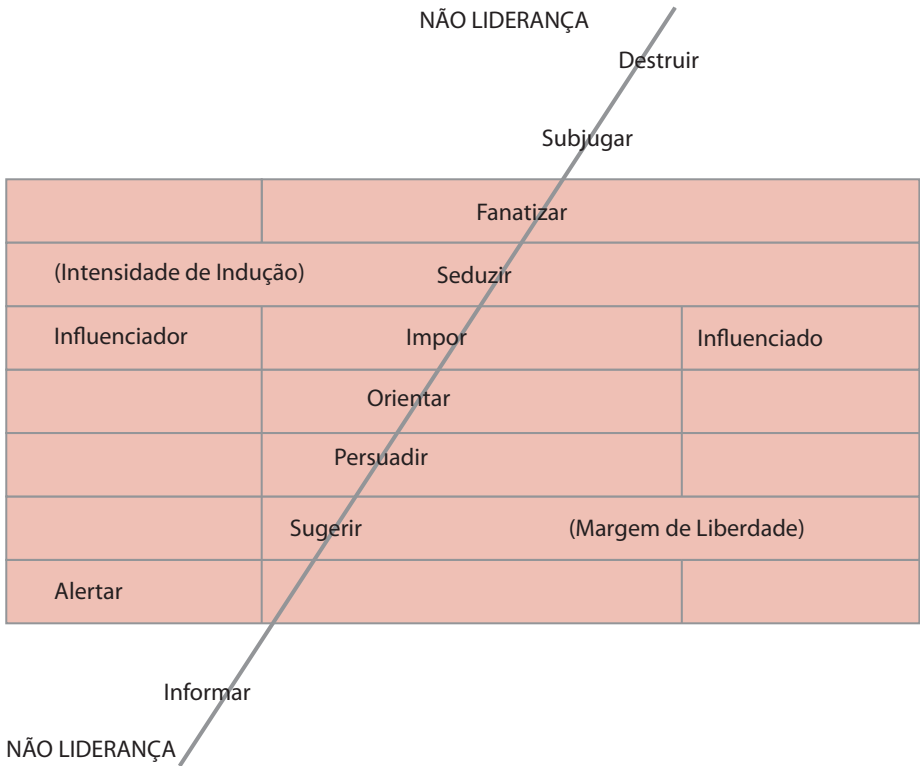 NÃO LIDERANÇA
Destruir
Subjugar
Fanatizar
(Intensidade de Indução) Seduzir
Influenciador Impor Influenciado
Orientar
Persuadir
Sugerir (Margem de Liberdade)
Alertar
Informar
NÃO LIDERANÇA